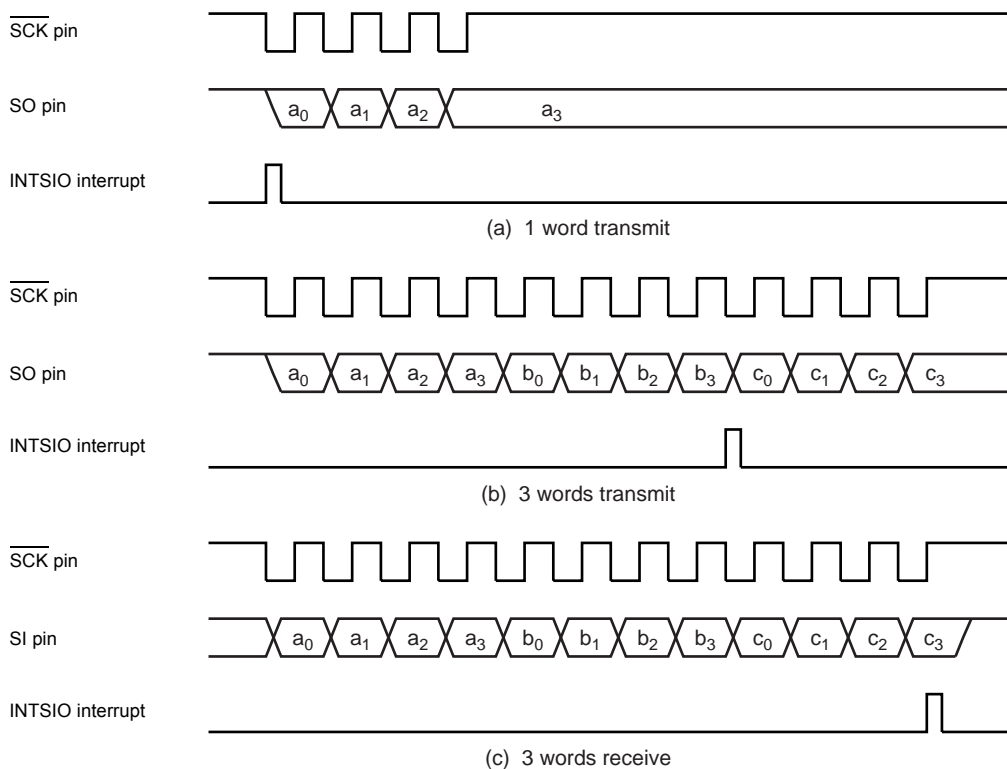 SCK pin
SO pin
a0 a1 a2 a3
INTSIO interrupt
(a) 1 word transmit
SCK pin
SO pin
a0 a1 a2 a3 b0 b1 b2 b3 c0 c1 c2 c3
INTSIO interrupt
(b) 3 words transmit
SCK pin
SI pin
a0 a1 a2 a3 b0 b1 b2 b3 c0 c1 c2 c3
INTSIO interrupt
(c) 3 words receive